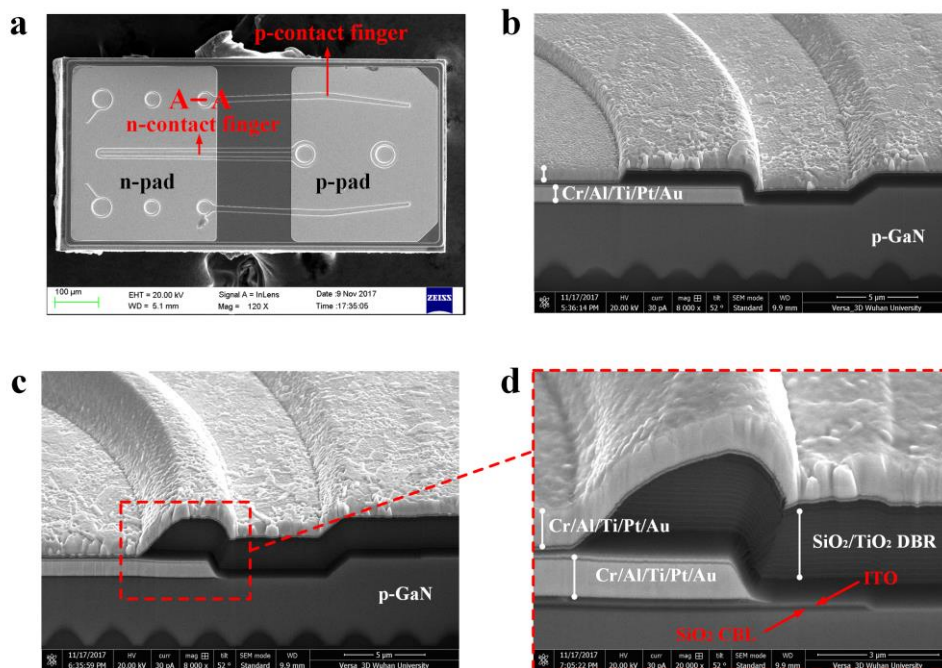 a
p-contact finger
A–A
n-contact finger
n-pad
p-pad
100 µm
EHT = 20.00 kV
WD = 5.1 mm
Signal A = InLens
Mag = 120 X
Date :9 Nov 2017
Time :17:35:05
ZEISS
b
Cr/Al/Ti/Pt/Au
p-GaN
11/17/2017
5:36:14 PM
HV
20.00 kV
curr
30 pA
mag
8 000 x
tilt
52 °
SEM mode
Standard
WD
9.9 mm
5 µm
Versa_3D Wuhan University
c
p-GaN
11/17/2017
6:35:59 PM
HV
20.00 kV
curr
30 pA
mag
8 000 x
tilt
52 °
SEM mode
Standard
WD
9.9 mm
5 µm
Versa 3D Wuhan University
d
Cr/Al/Ti/Pt/Au
SiO₂/TiO₂ DBR
Cr/Al/Ti/Pt/Au
ITO
SiO₂ CBL
11/17/2017
7:05:22 PM
HV
20.00 kV
curr
30 pA
mag
20 000 x
tilt
52 °
SEM mode
Standard
WD
9.9 mm
3 µm
Versa_3D Wuhan University